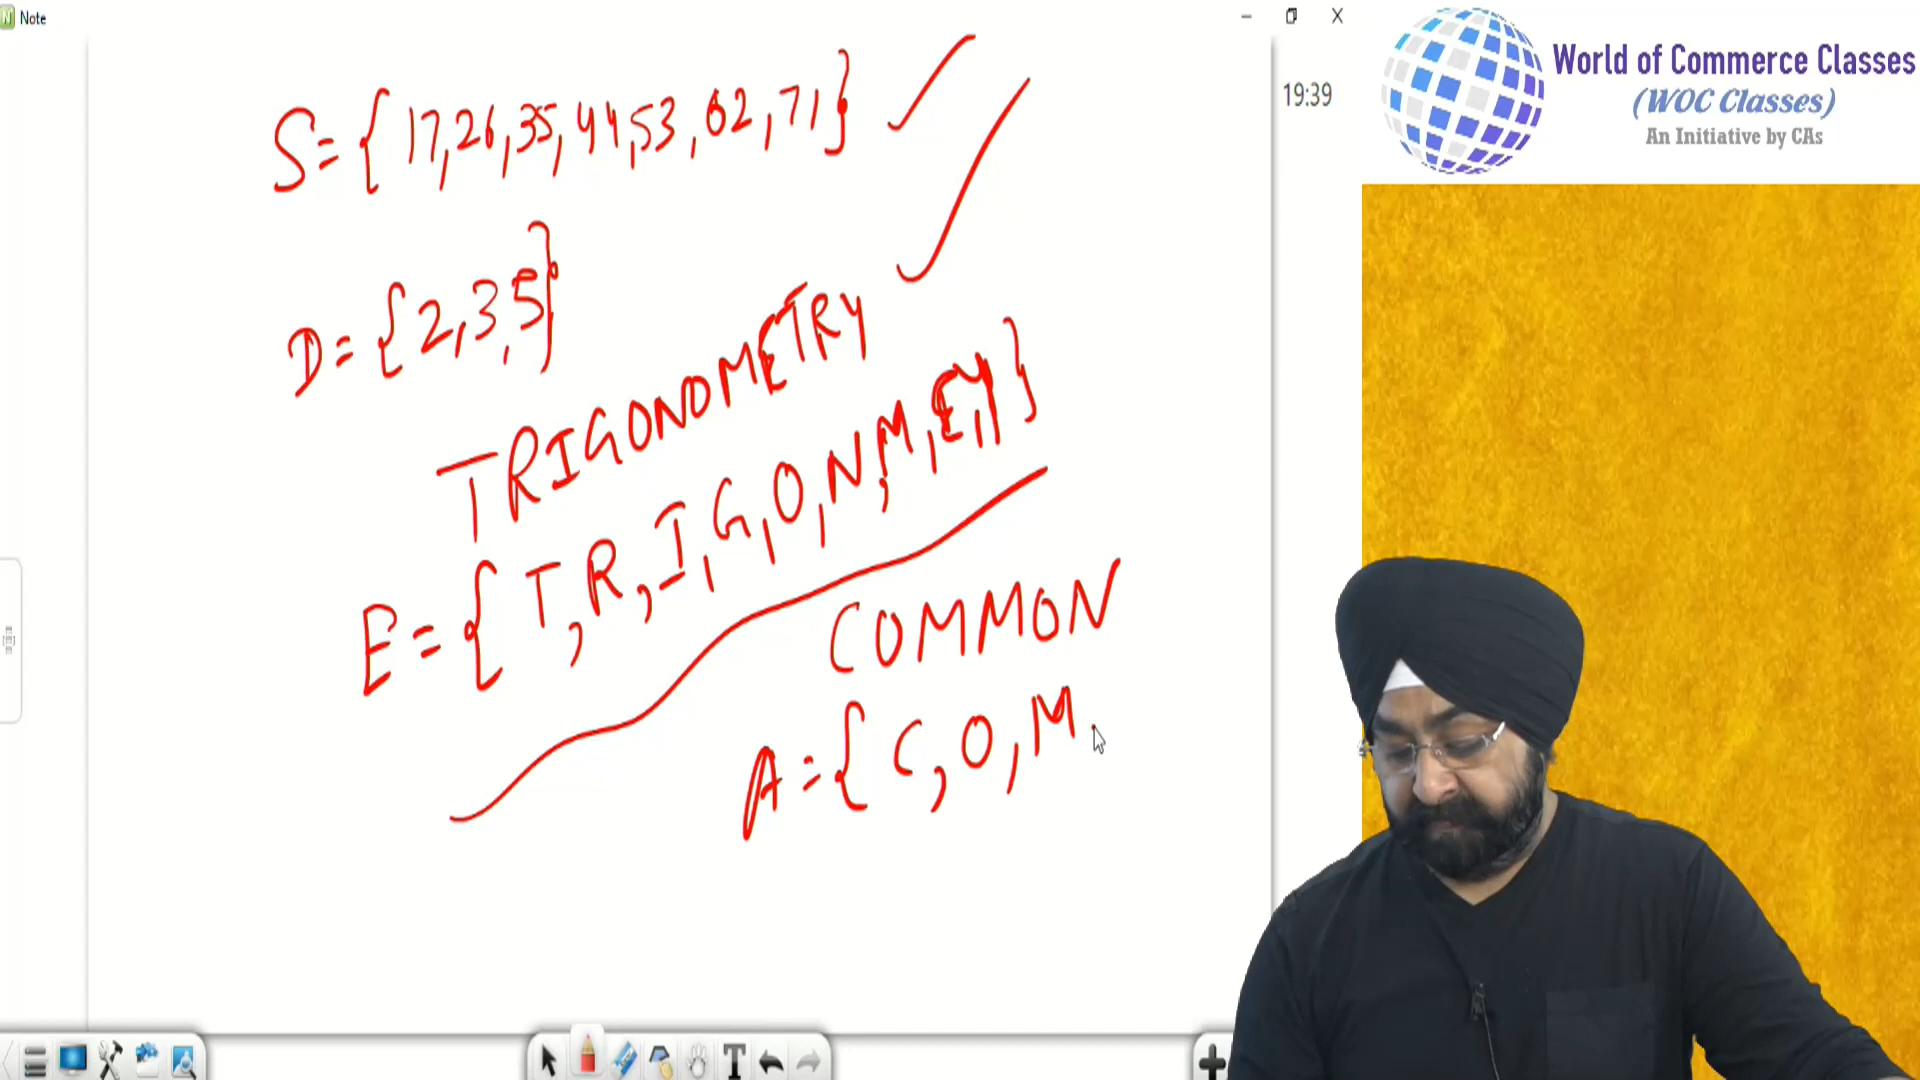 Note
World of Commerce Classes
(WOC Classes)
An Initiative by CAs
19:39
S = { 17, 26, 35, 44, 53, 62, 71 }
D = { 2, 3, 5 }
TRIGONOMETRY
E = { T, R, I, G, O, N, M, E, Y }
COMMON
A = { C, O, M